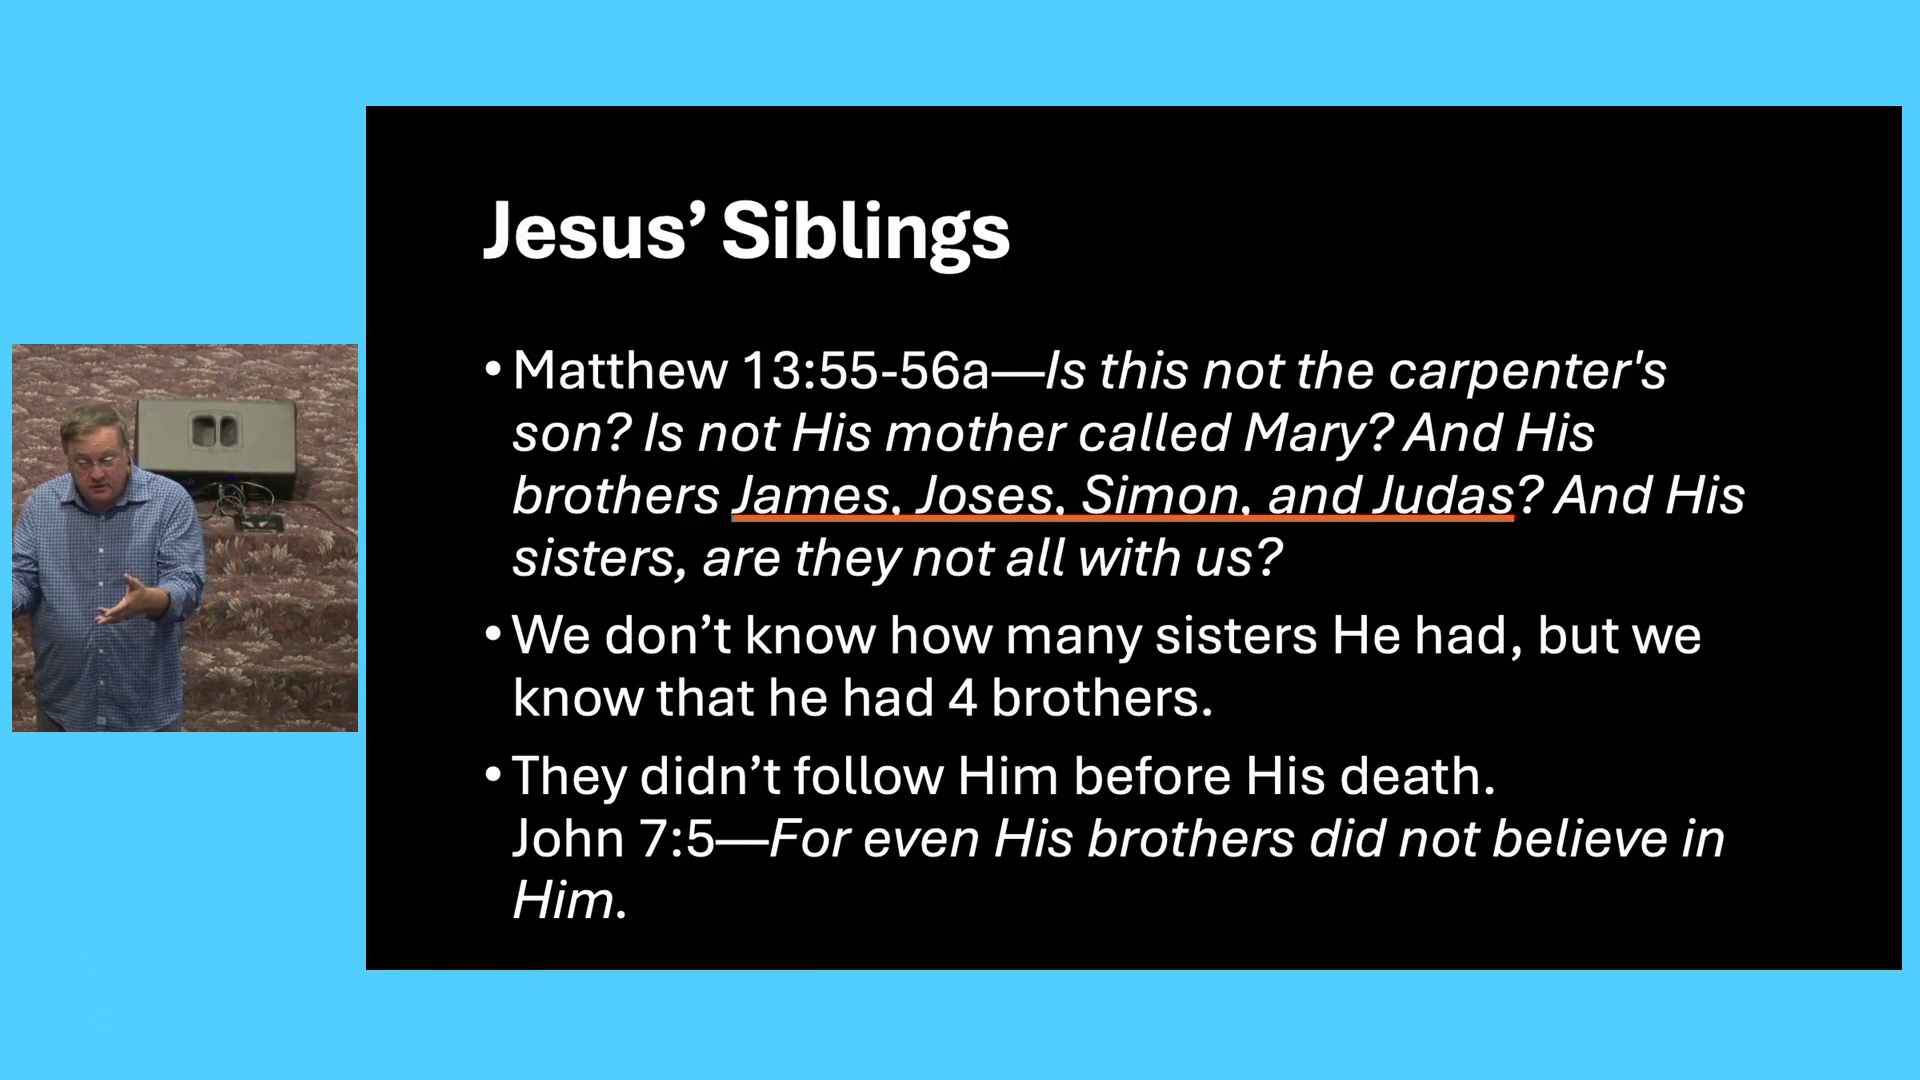 Jesus’ Siblings
• Matthew 13:55-56a—Is this not the carpenter's
son? Is not His mother called Mary? And His
brothers James, Joses, Simon, and Judas? And His
sisters, are they not all with us?
• We don’t know how many sisters He had, but we
know that he had 4 brothers.
• They didn’t follow Him before His death.
John 7:5—For even His brothers did not believe in
Him.